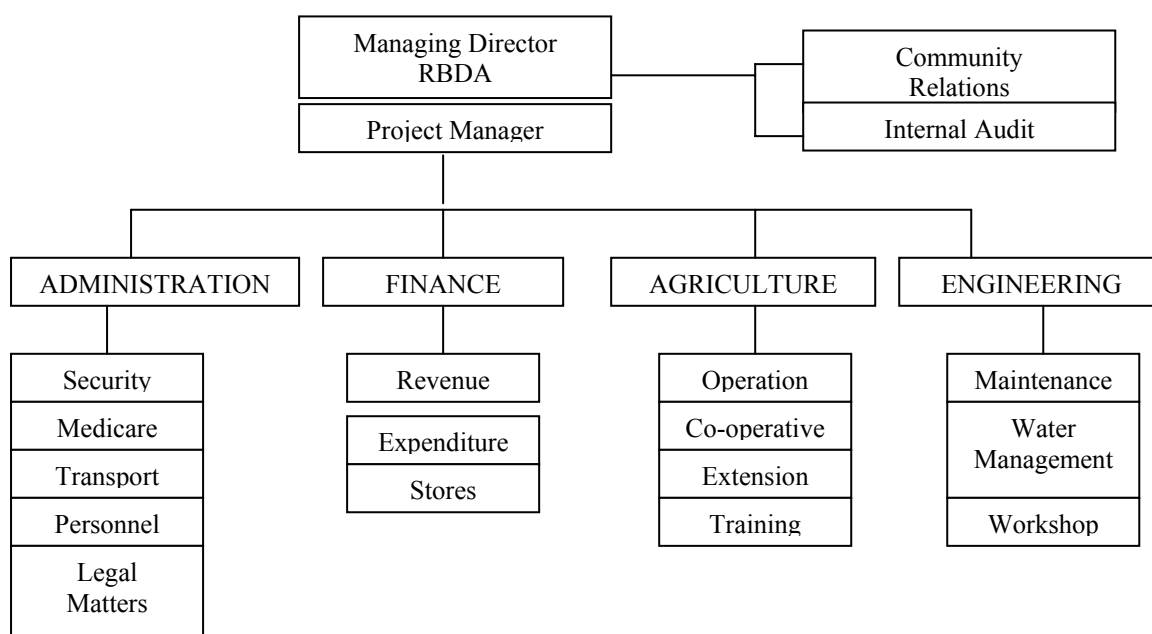 Managing Director
RBDA
Community
Relations
Project Manager
Internal Audit
ADMINISTRATION
FINANCE
AGRICULTURE
ENGINEERING
Security
Medicare
Transport
Personnel
Legal
Matters
Revenue
Expenditure
Stores
Operation
Co-operative
Extension
Training
Maintenance
Water
Management
Workshop